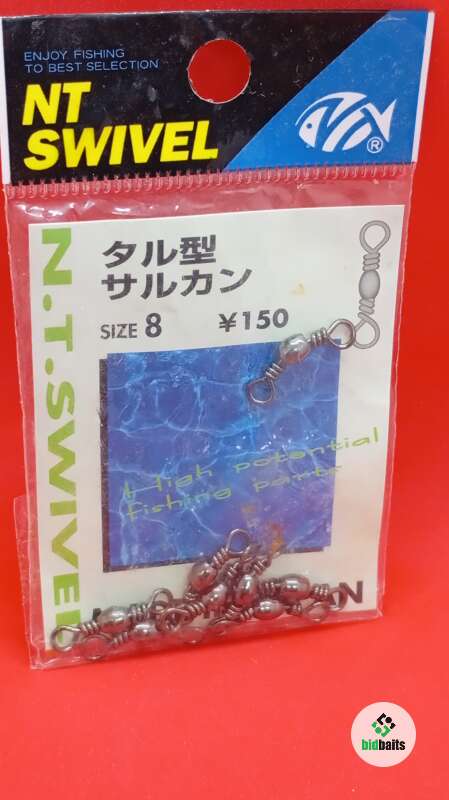 ENJOY FISHING
TO BEST SELECTION
NT
SWIVEL
®
N.T.SWIVEL
タル型
サルカン
SIZE 8 ¥150
High potential
fishing parts
bidbaits